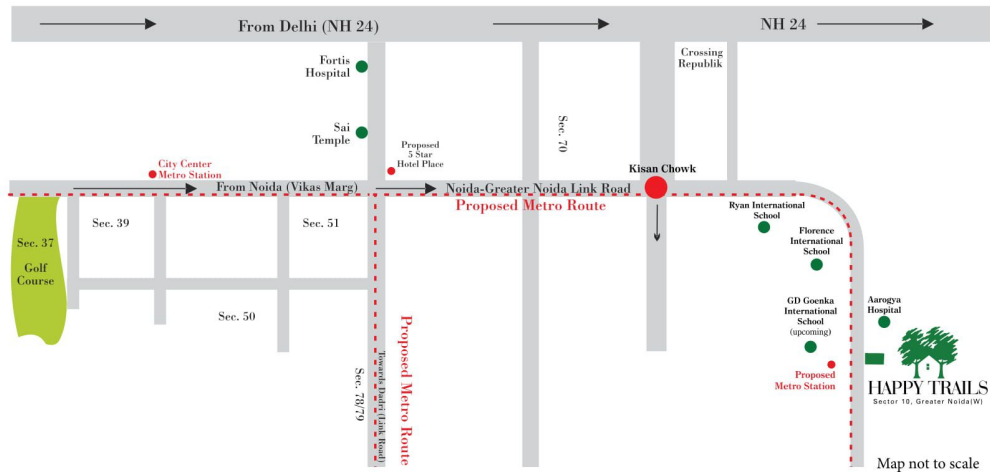 From Delhi (NH 24)
NH 24
Fortis
Hospital
Crossing
Republik
Sai
Temple
Sec. 70
Proposed
5 Star
Hotel Place
City Center
Metro Station
Kisan Chowk
From Noida (Vikas Marg)
Noida-Greater Noida Link Road
Proposed Metro Route
Sec. 39
Sec. 51
Sec. 37
Golf
Course
Ryan International
School
Florence
International
School
Sec. 50
GD Goenka
International
School
(upcoming)
Aarogya
Hospital
Proposed Metro Route
Towards Dadri (Link Road)
Sec. 78/79
Proposed
Metro Station
HAPPY TRAILS
Sector 10, Greater Noida(W)
Map not to scale